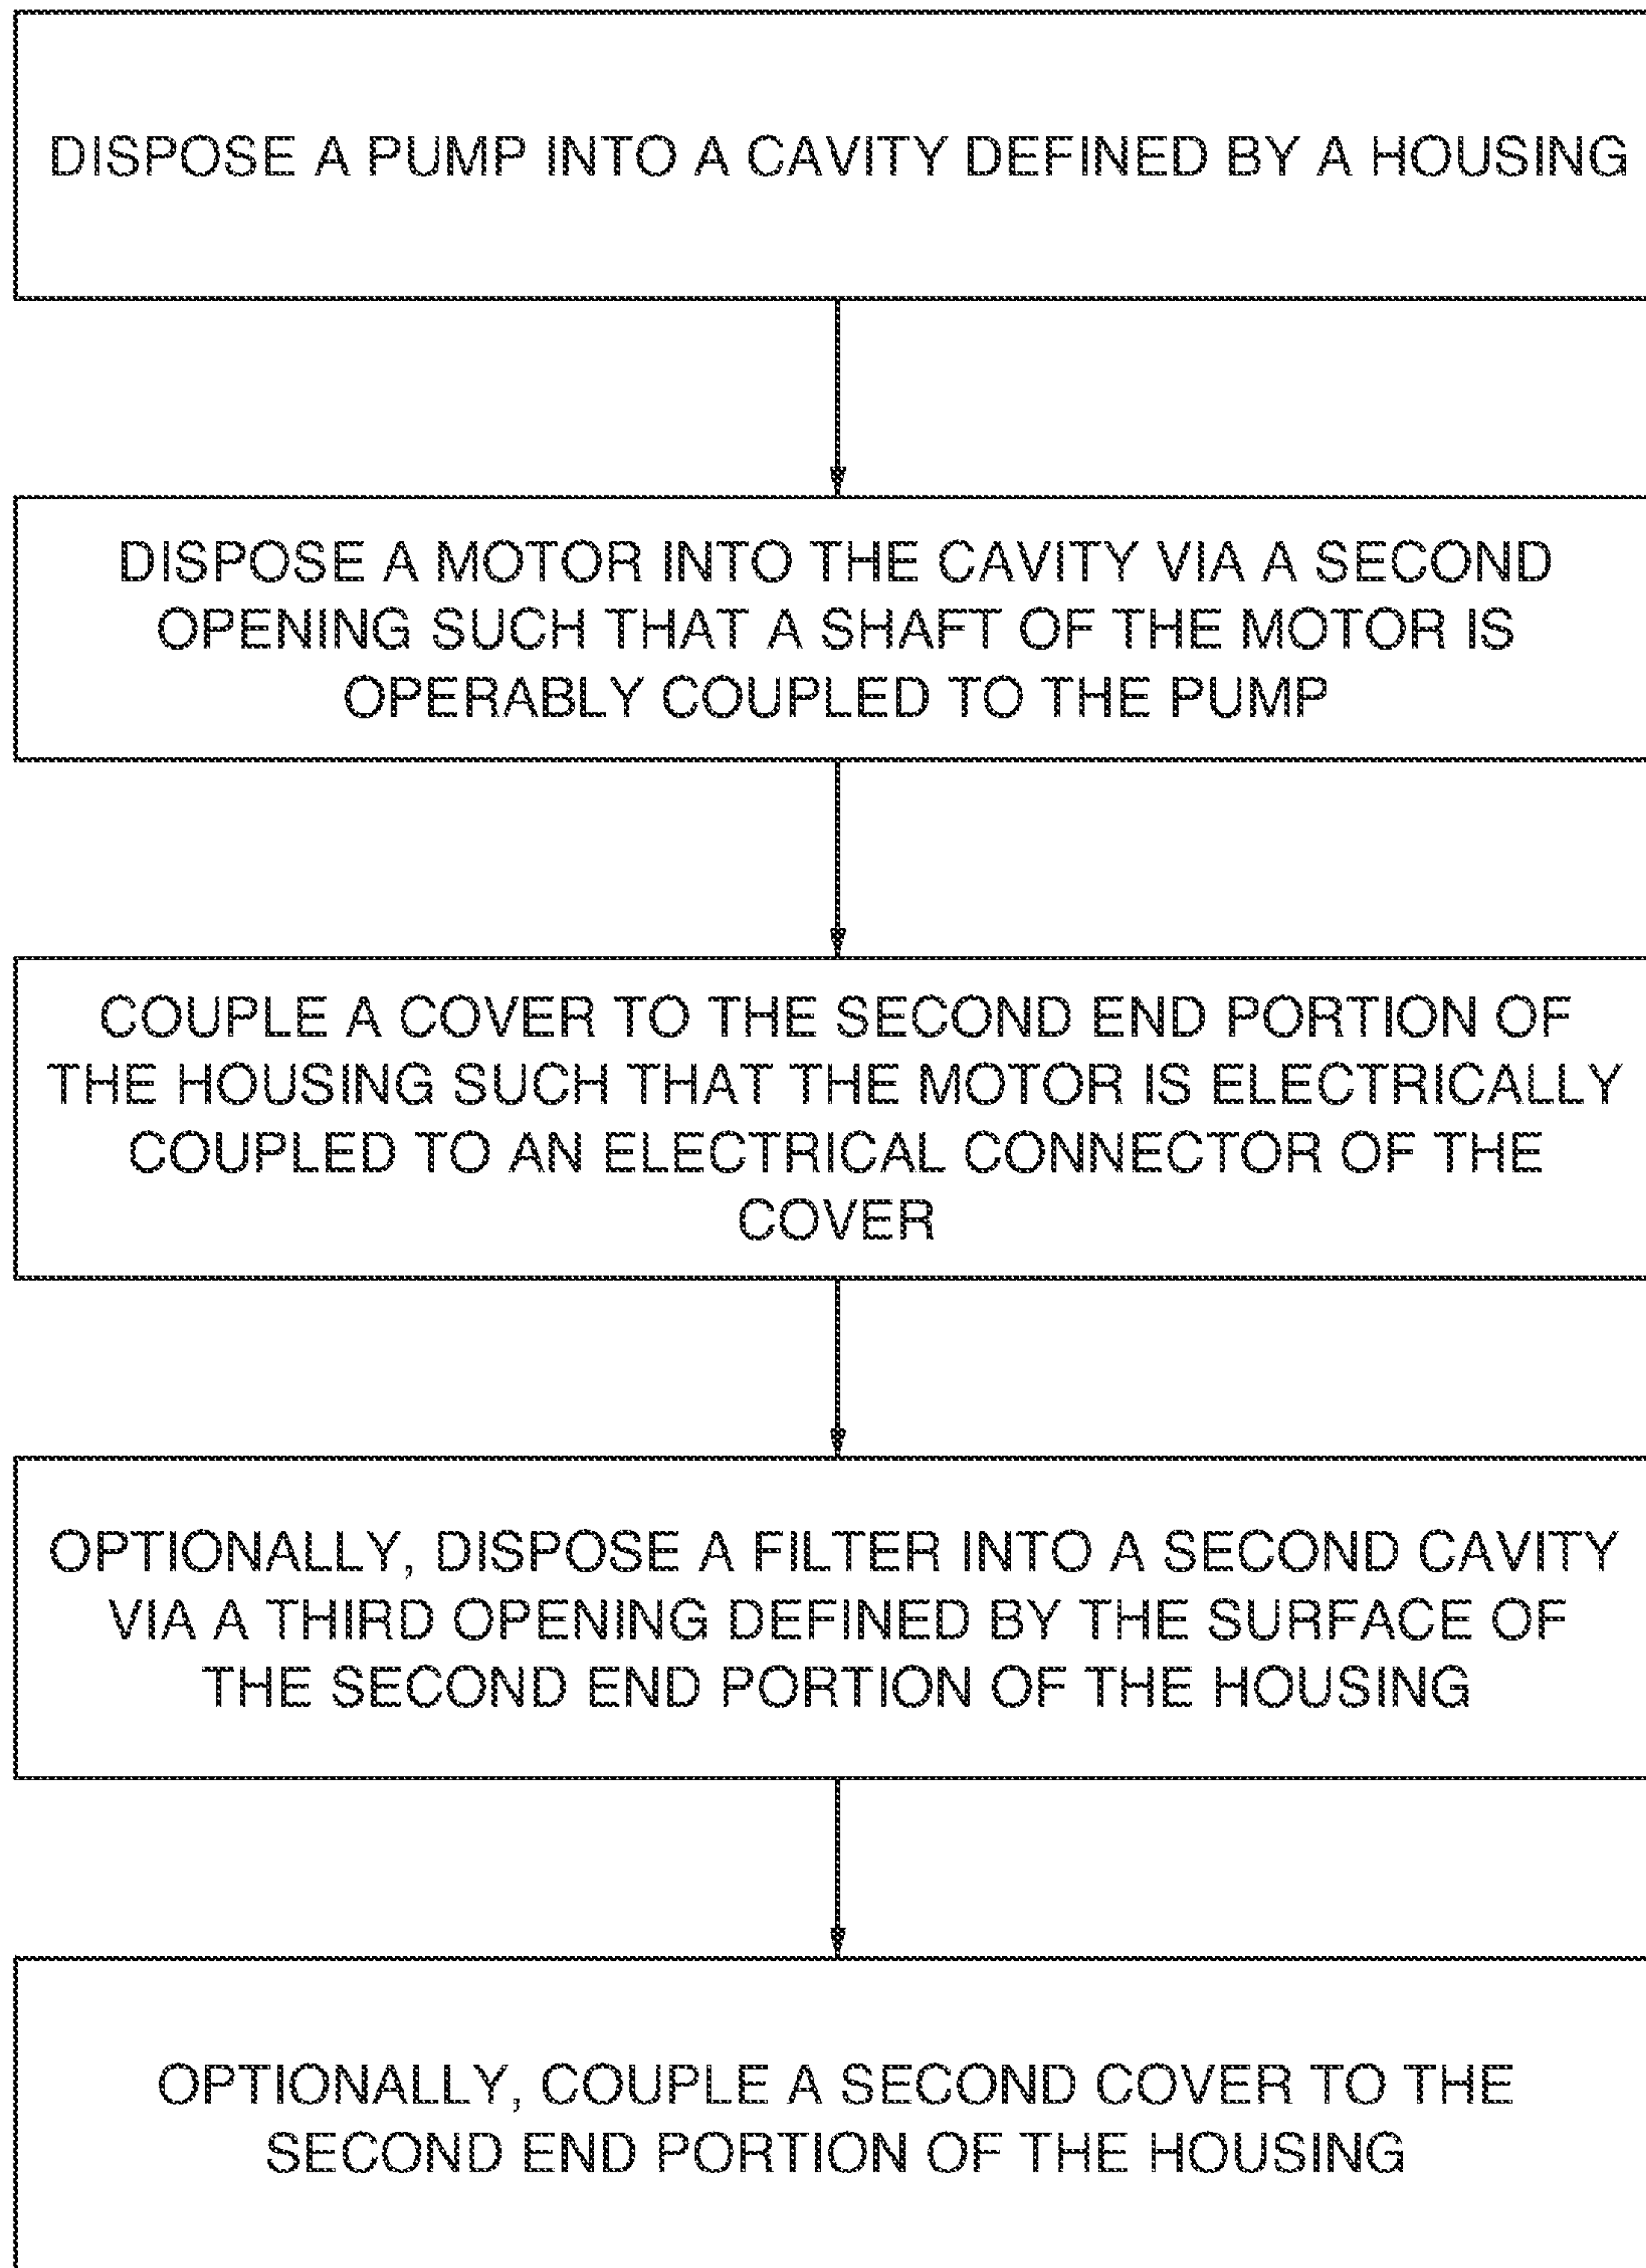 DISPOSE A PUMP INTO A CAVITY DEFINED BY A HOUSING
DISPOSE A MOTOR INTO THE CAVITY VIA A SECOND
OPENING SUCH THAT A SHAFT OF THE MOTOR IS
OPERABLY COUPLED TO THE PUMP
COUPLE A COVER TO THE SECOND END PORTION OF
THE HOUSING SUCH THAT THE MOTOR IS ELECTRICALLY
COUPLED TO AN ELECTRICAL CONNECTOR OF THE
COVER
OPTIONALLY, DISPOSE A FILTER INTO A SECOND CAVITY
VIA A THIRD OPENING DEFINED BY THE SURFACE OF
THE SECOND END PORTION OF THE HOUSING
OPTIONALLY, COUPLE A SECOND COVER TO THE
SECOND END PORTION OF THE HOUSING